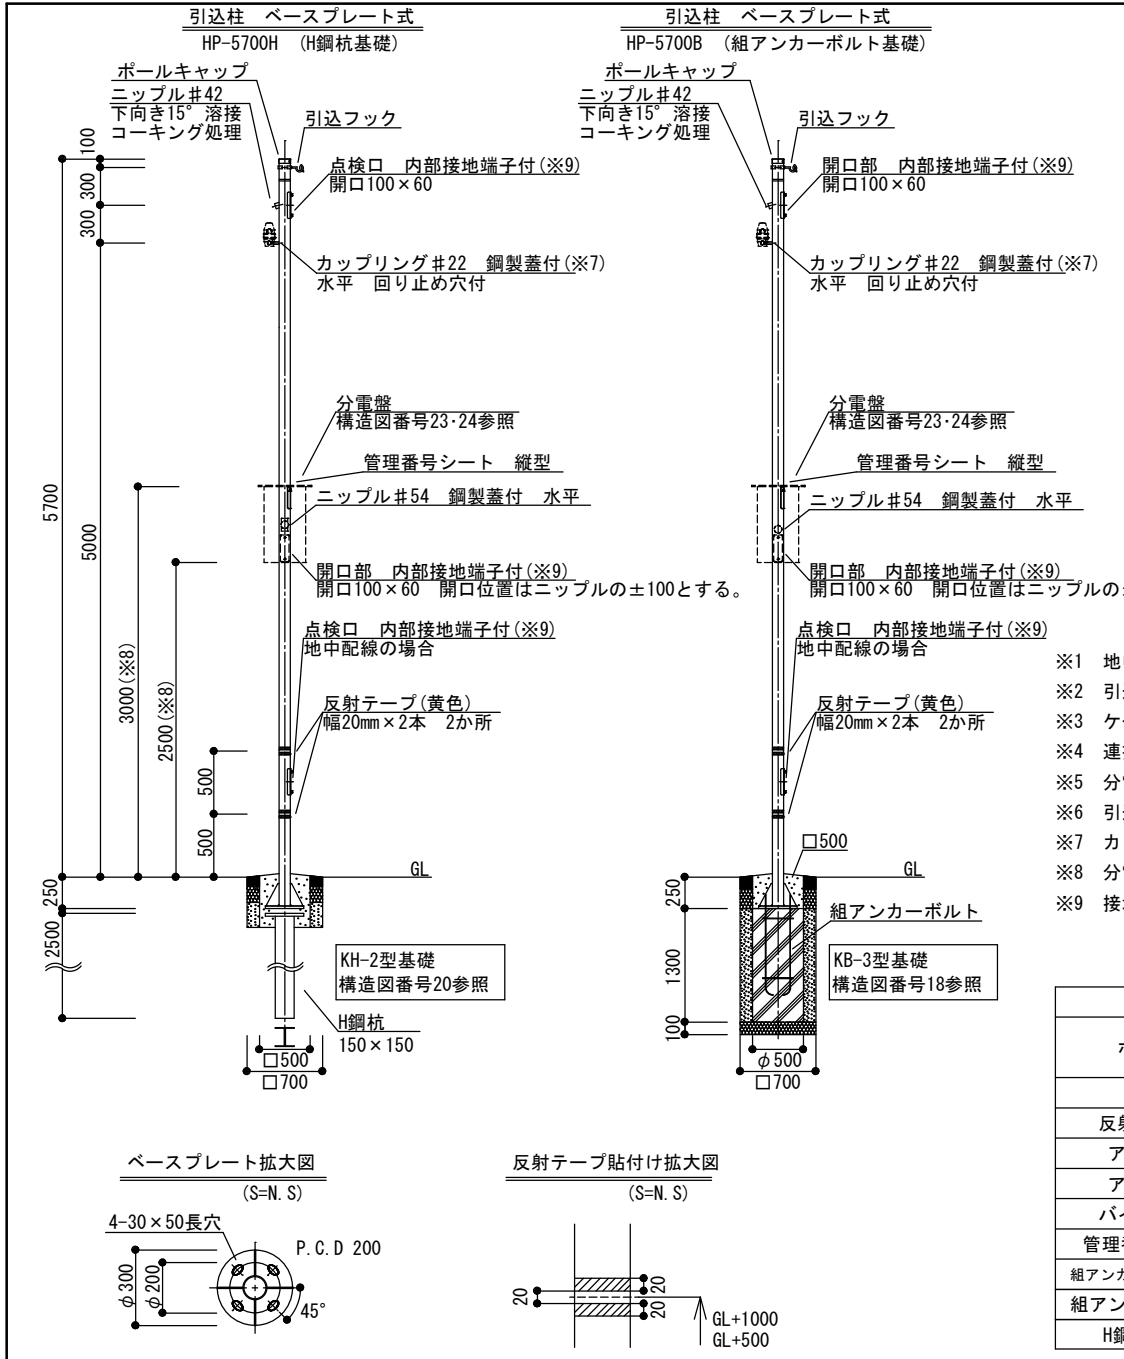 引込柱 ベースプレート式
HP-5700H (H鋼杭基礎)
ポールキャップ
ニップル#42
下向き15° 溶接
コーキング処理
引込フック
点検口 内部接地端子付(※9)
開口100×60
カップリング#22 鋼製蓋付(※7)
水平 回り止め穴付
分電盤
構造図番号23・24参照
管理番号シート 縦型
ニップル#54 鋼製蓋付 水平
開口部 内部接地端子付(※9)
開口100×60 開口位置はニップルの±100とする。
点検口 内部接地端子付(※9)
地中配線の場合
反射テープ(黄色)
幅20mm×2本 2か所
100
300
300
5700
5000
3000(※8)
2500(※8)
500
500
GL
250
2500
KH-2型基礎
構造図番号20参照
H鋼杭
150×150
□500
□700
引込柱 ベースプレート式
HP-5700B (組アンカーボルト基礎)
ポールキャップ
ニップル#42
下向き15° 溶接
コーキング処理
引込フック
開口部 内部接地端子付(※9)
開口100×60
カップリング#22 鋼製蓋付(※7)
水平 回り止め穴付
分電盤
構造図番号23・24参照
管理番号シート 縦型
ニップル#54 鋼製蓋付 水平
開口部 内部接地端子付(※9)
開口100×60 開口位置はニップルの
点検口 内部接地端子付(※9)
地中配線の場合
反射テープ(黄色)
幅20mm×2本 2か所
□500
GL
250
1300
100
組アンカーボルト
KB-3型基礎
構造図番号18参照
φ500
□700
※1 地
※2 引
※3 ケ
※4 連
※5 分
※6 引
※7 カ
※8 分
※9 接
反
ア
ア
バ
管理
組アンカ
組アン
H鋼
ベースプレート拡大図
(S=N.S)
4-30×50長穴
P.C.D 200
φ300
φ200
45°
反射テープ貼付け拡大図
(S=N.S)
20
20
20
GL+1000
GL+500